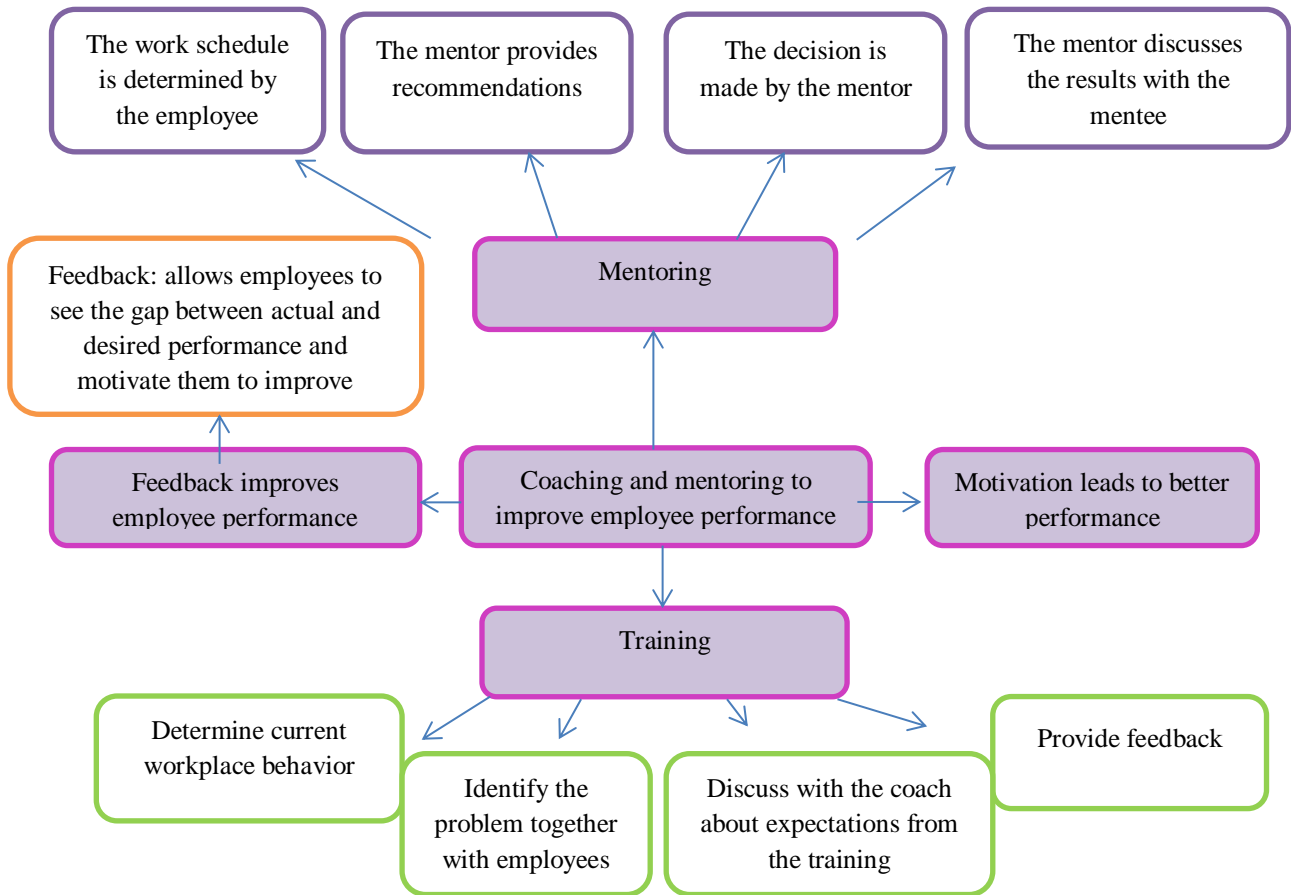 The work schedule
is determined by
the employee
The mentor provides
recommendations
The decision is
made by the mentor
The mentor discusses
the results with the
mentee
Feedback: allows employees to
see the gap between actual and
desired performance and
motivate them to improve
Mentoring
Feedback improves
employee performance
Coaching and mentoring to
improve employee performance
Motivation leads to better
performance
Training
Determine current
workplace behavior
Identify the
problem together
with employees
Discuss with the coach
about expectations from
the training
Provide feedback